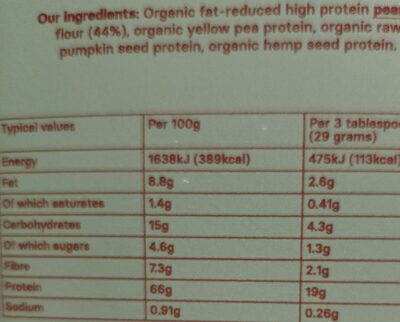 Our ingredients: Organic fat-reduced high protein pea
flour (44%), organic yellow pea protein, organic raw
pumpkin seed protein, organic hemp seed protein.
Typical values Per 100g Per 3 tablespo
(29 grams)
Energy 1638kJ (389kcal) 475kJ (113kcal)
Fat 8.8g 2.6g
Of which saturates 1.4g 0.41g
Carbohydrates 15g 4.3g
Of which sugars 4.6g 1.3g
Fibre 7.3g 2.1g
Protein 66g 19g
Sodium 0.91g 0.26g